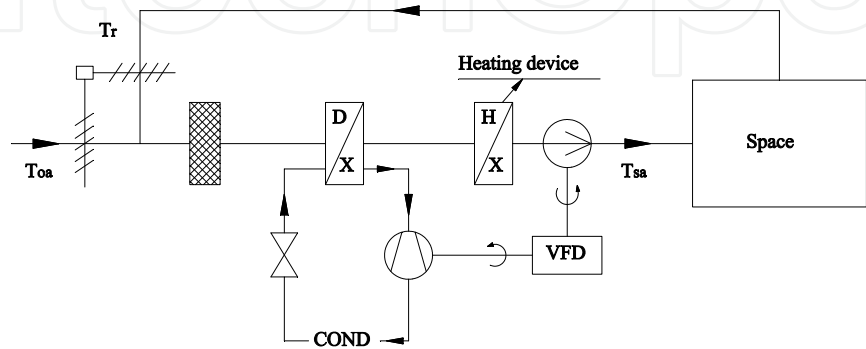 Tr
Heating device
D
X
H
X
Toa
Tsa
Space
VFD
COND